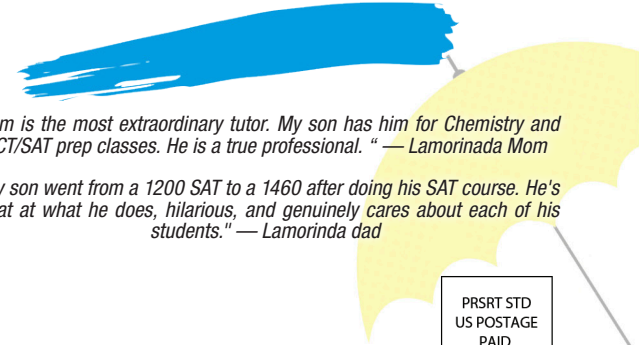 m is the most extraordinary tutor. My son has him for Chemistry and
CT/SAT prep classes. He is a true professional. “ — Lamorinada Mom
y son went from a 1200 SAT to a 1460 after doing his SAT course. He's
at at what he does, hilarious, and genuinely cares about each of his
students." — Lamorinda dad
PRSRT STD
US POSTAGE
PAID